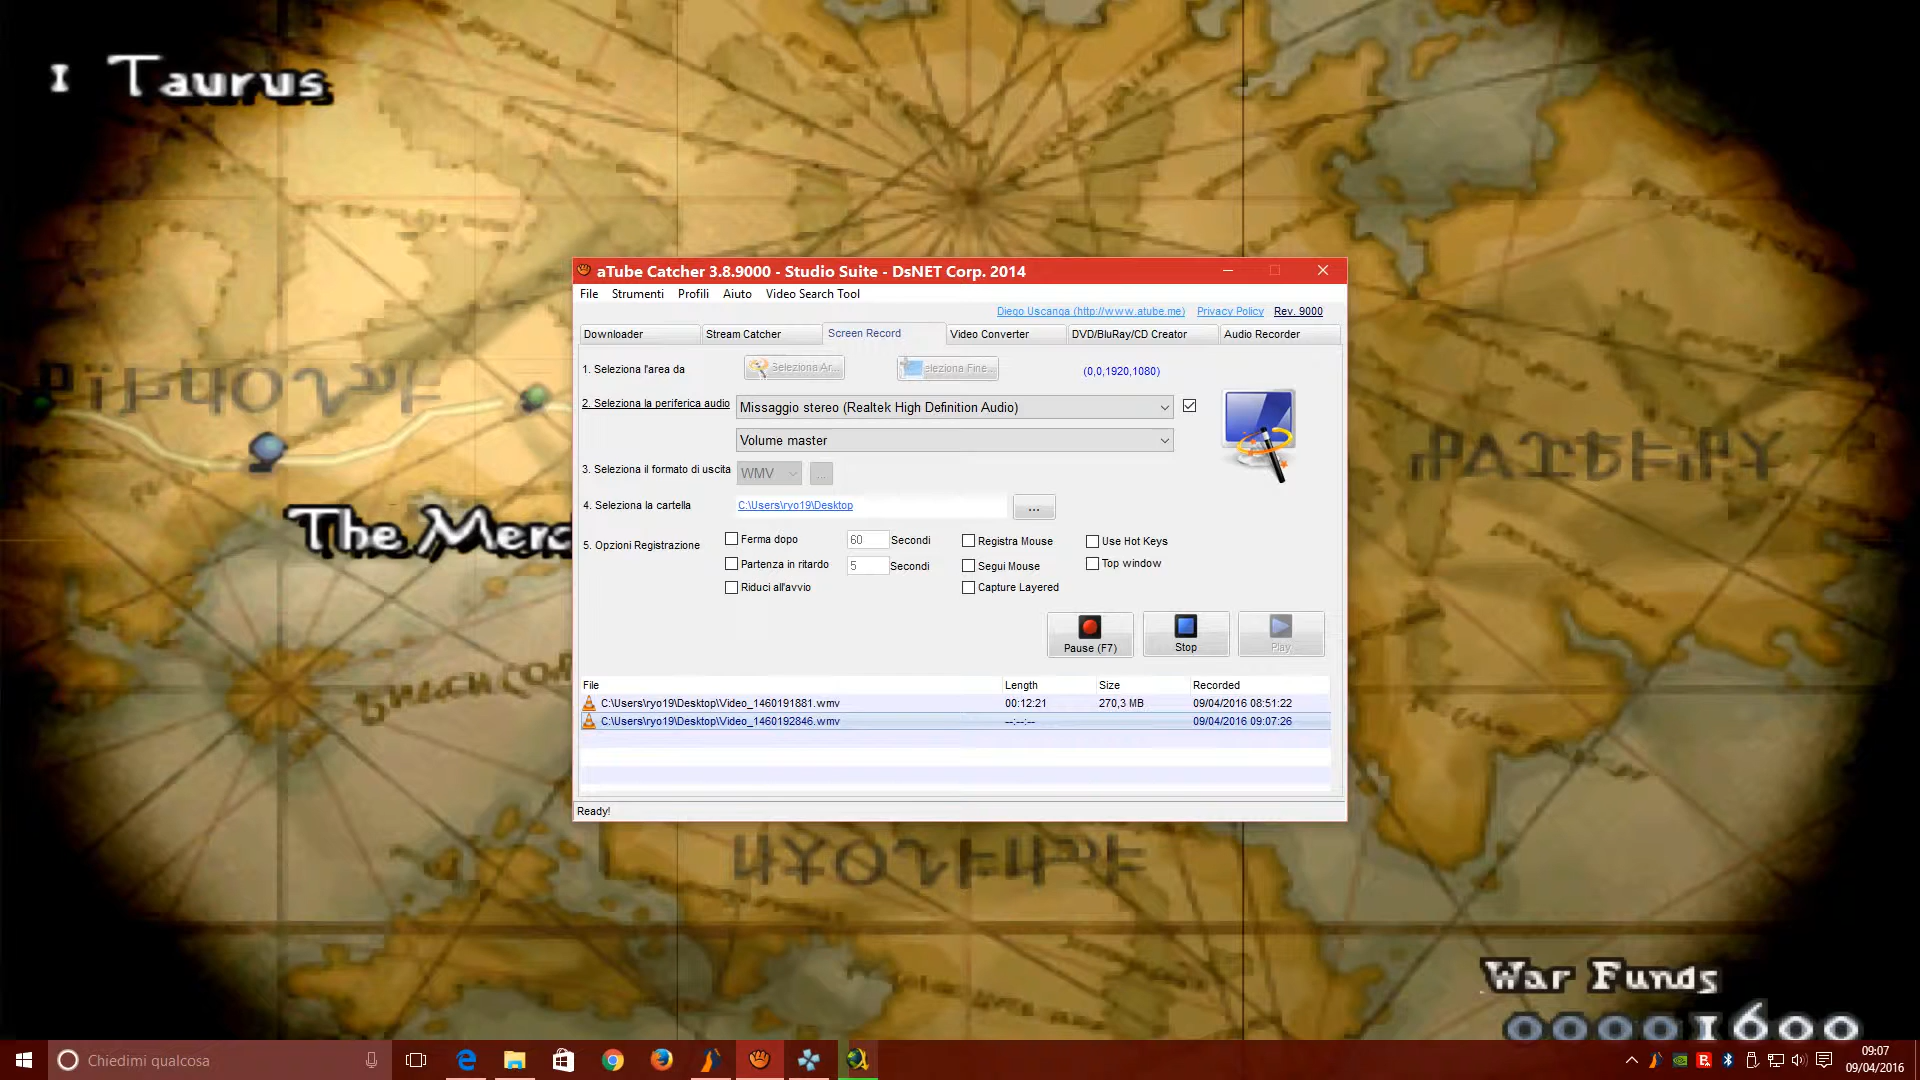 1 Taurus
The Merc
War Funds
00001600
aTube Catcher 3.8.9000 - Studio Suite - DsNET Corp. 2014
File Strumenti Profili Aiuto Video Search Tool
Diego Uscanga (http://www.atube.me) Privacy Policy Rev. 9000
Downloader Stream Catcher Screen Record Video Converter DVD/BluRay/CD Creator Audio Recorder
1. Seleziona l'area da Seleziona Ar... eleziona Fine... (0,0,1920,1080)
2. Seleziona la periferica audio Missaggio stereo (Realtek High Definition Audio)
Volume master
3. Seleziona il formato di uscita WMV ...
4. Seleziona la cartella C:\Users\ryo19\Desktop ...
5. Opzioni Registrazione
Ferma dopo 60 Secondi Registra Mouse Use Hot Keys
Partenza in ritardo 5 Secondi Segui Mouse Top window
Riduci all'avvio Capture Layered
Pause (F7) Stop Play
File Length Size Recorded
C:\Users\ryo19\Desktop\Video_1460191881.wmv 00:12:21 270,3 MB 09/04/2016 08:51:22
C:\Users\ryo19\Desktop\Video_1460192846.wmv --:--:-- 09/04/2016 09:07:26
Ready!
Chiedimi qualcosa
09:07
09/04/2016